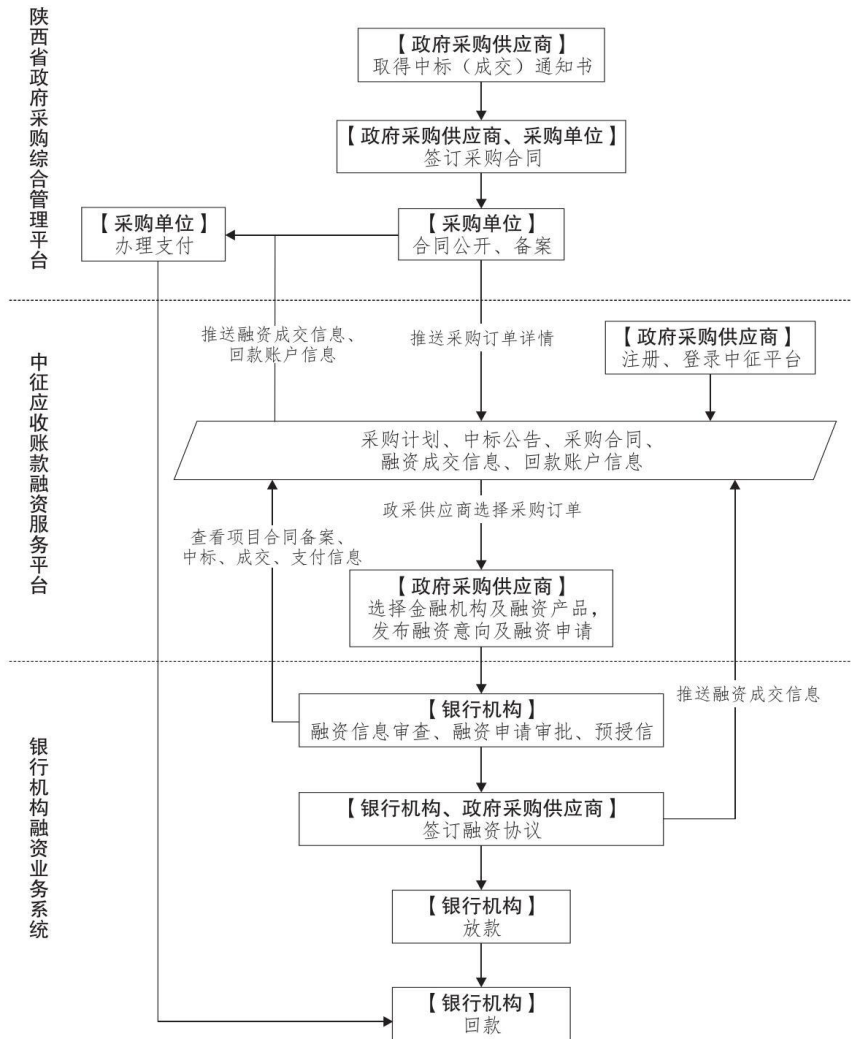 陕西省政府采购综合管理平台
【政府采购供应商】
取得中标（成交）通知书
【政府采购供应商、采购单位】
签订采购合同
【采购单位】
办理支付
【采购单位】
合同公开、备案
中征应收账款融资服务平台
推送融资成交信息、
回款账户信息
推送采购订单详情
【政府采购供应商】
注册、登录中征平台
采购计划、中标公告、采购合同、
融资成交信息、回款账户信息
政采供应商选择采购订单
查看项目合同备案、
中标、成交、支付信息
【政府采购供应商】
选择金融机构及融资产品，
发布融资意向及融资申请
银行机构融资业务系统
【银行机构】
融资信息审查、融资申请审批、预授信
推送融资成交信息
【银行机构、政府采购供应商】
签订融资协议
【银行机构】
放款
【银行机构】
回款